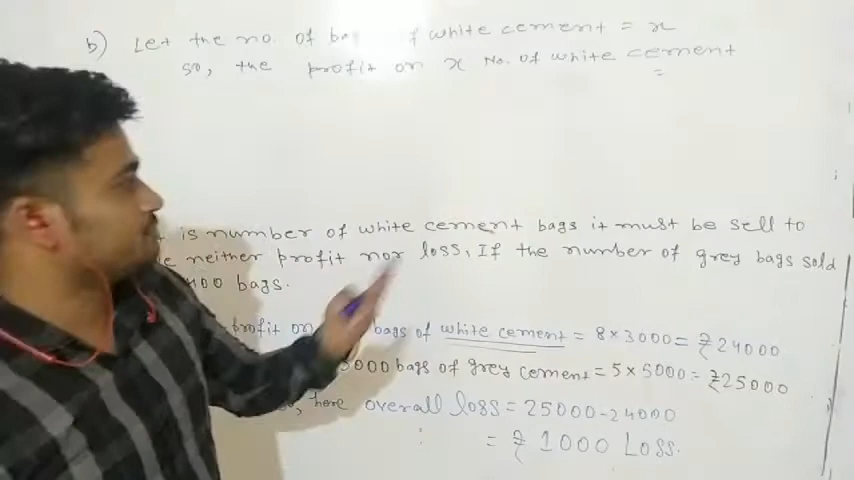 b) Let the no. of ba f white cement = x
so, the profit on x No. of white cement
=
is number of white cement bags it must be sell to
e neither profit nor loss, If the number of grey bags sold
400 bags.
profit on bags of white cement = 8×3000 = ₹24000
5000 bags of grey cement = 5×5000 = ₹25000
, here overall loss = 25000-24000
= ₹ 1000 Loss.